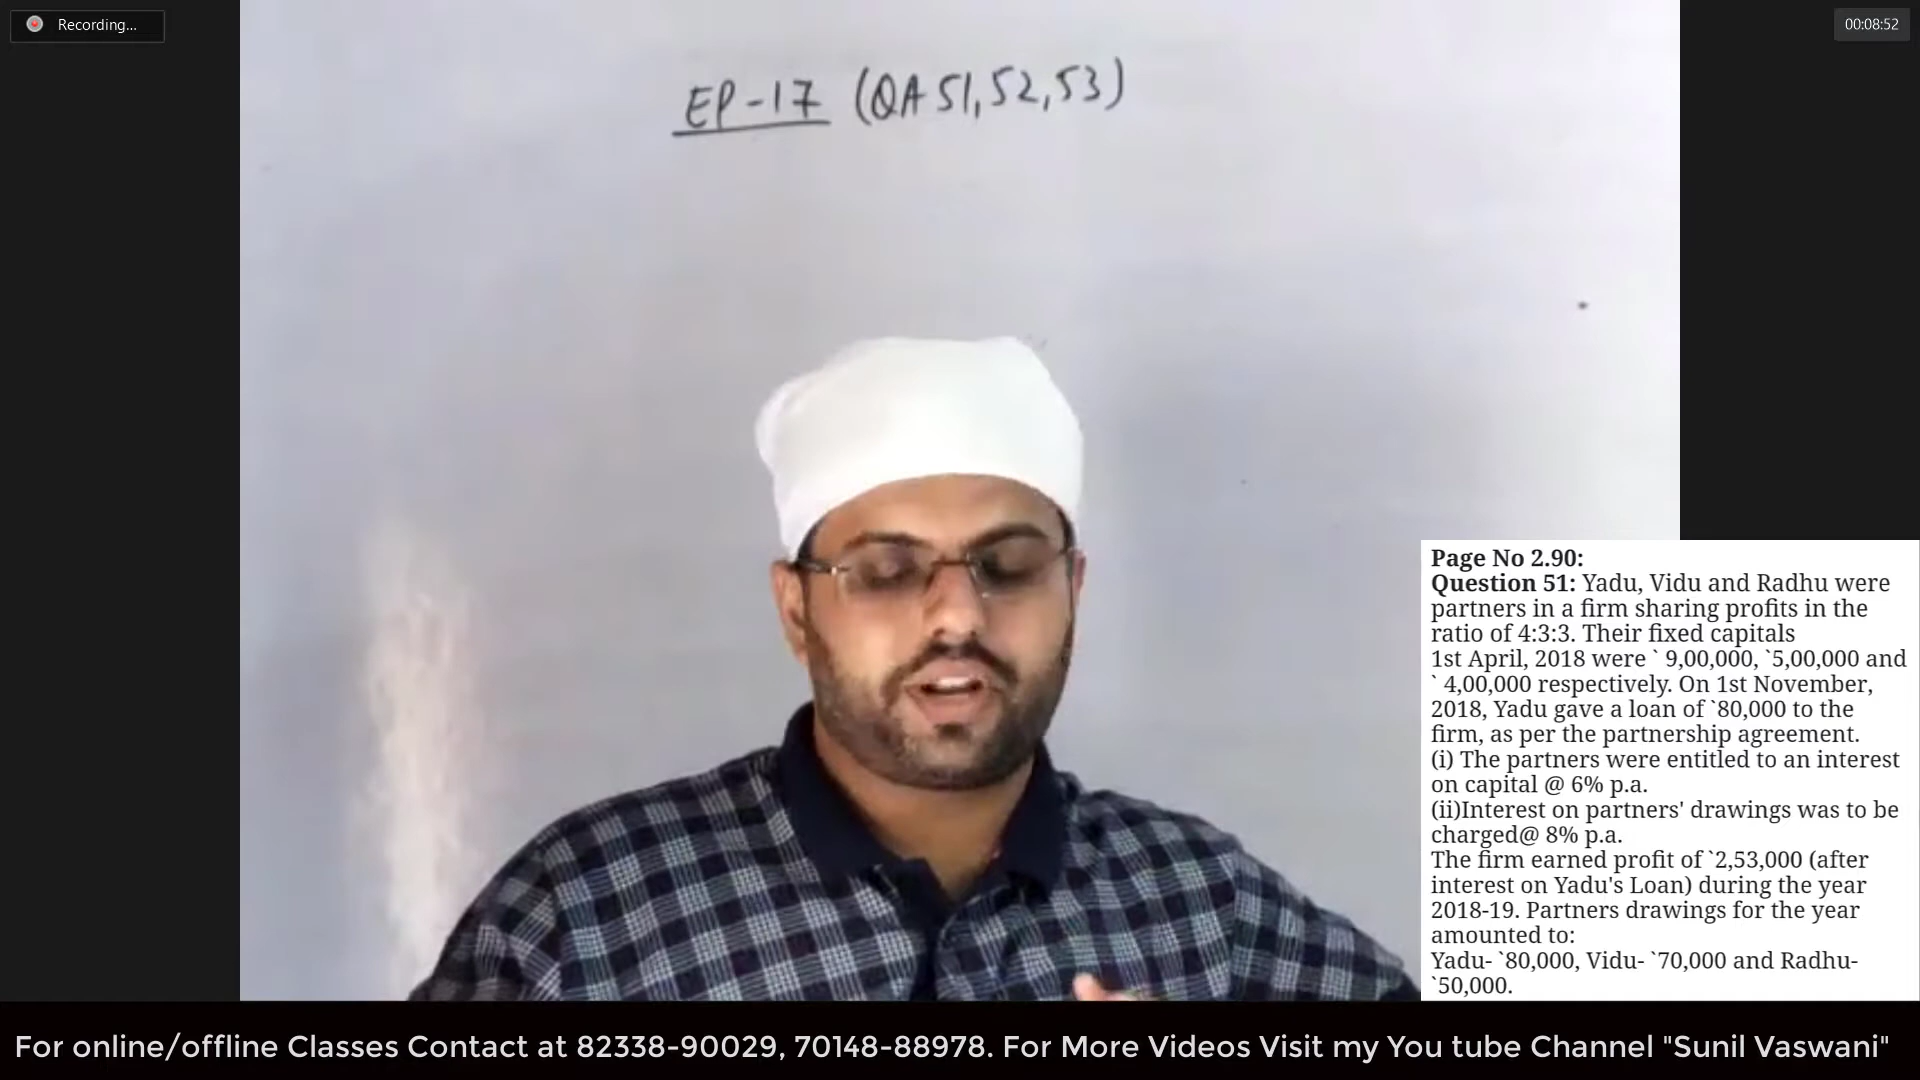 Recording...
00:08:52
EP-17 (QA 51, 52, 53)
Page No 2.90:
Question 51: Yadu, Vidu and Radhu were
partners in a firm sharing profits in the
ratio of 4:3:3. Their fixed capitals
1st April, 2018 were ` 9,00,000, `5,00,000 and
` 4,00,000 respectively. On 1st November,
2018, Yadu gave a loan of `80,000 to the
firm, as per the partnership agreement.
(i) The partners were entitled to an interest
on capital @ 6% p.a.
(ii)Interest on partners' drawings was to be
charged@ 8% p.a.
The firm earned profit of `2,53,000 (after
interest on Yadu's Loan) during the year
2018-19. Partners drawings for the year
amounted to:
Yadu- `80,000, Vidu- `70,000 and Radhu-
`50,000.
For online/offline Classes Contact at 82338-90029, 70148-88978. For More Videos Visit my You tube Channel "Sunil Vaswani"